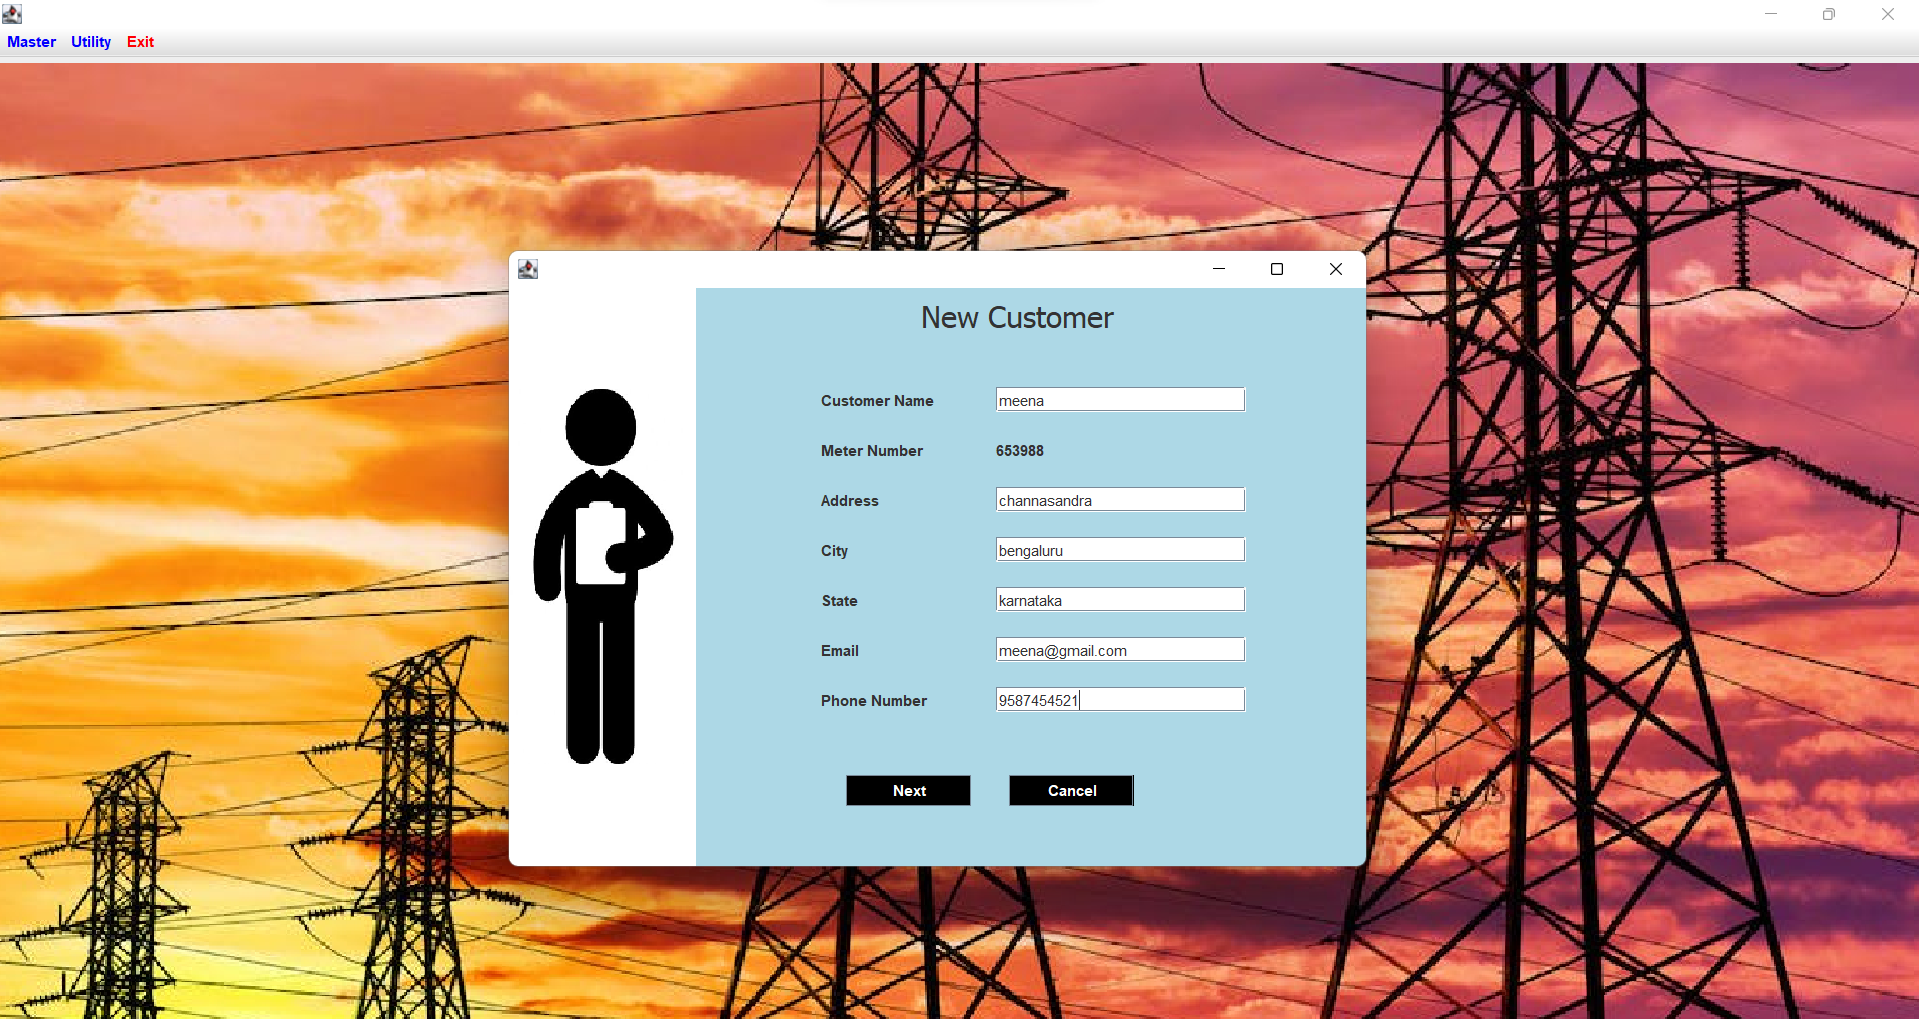 Master Utility Exit
New Customer
Customer Name meena
Meter Number 653988
Address channasandra
City bengaluru
State karnataka
Email meena@gmail.com
Phone Number 9587454521
Next Cancel